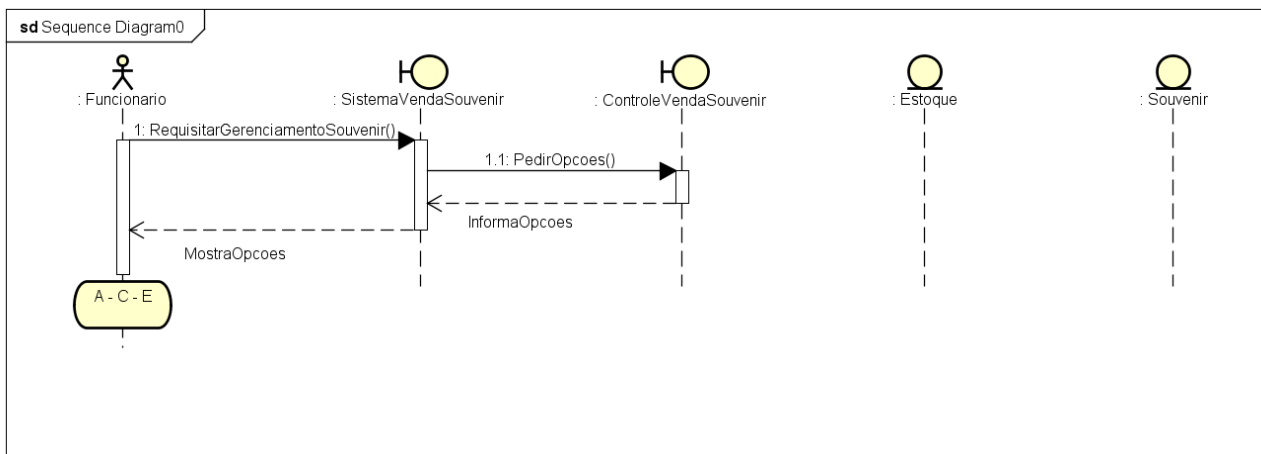 sd Sequence Diagram0
: Funcionario
: SistemaVendaSouvenir
: ControleVendaSouvenir
: Estoque
: Souvenir
1: RequisitarGerenciamentoSouvenir()
1.1: PedirOpcoes()
InformaOpcoes
MostraOpcoes
A - C - E